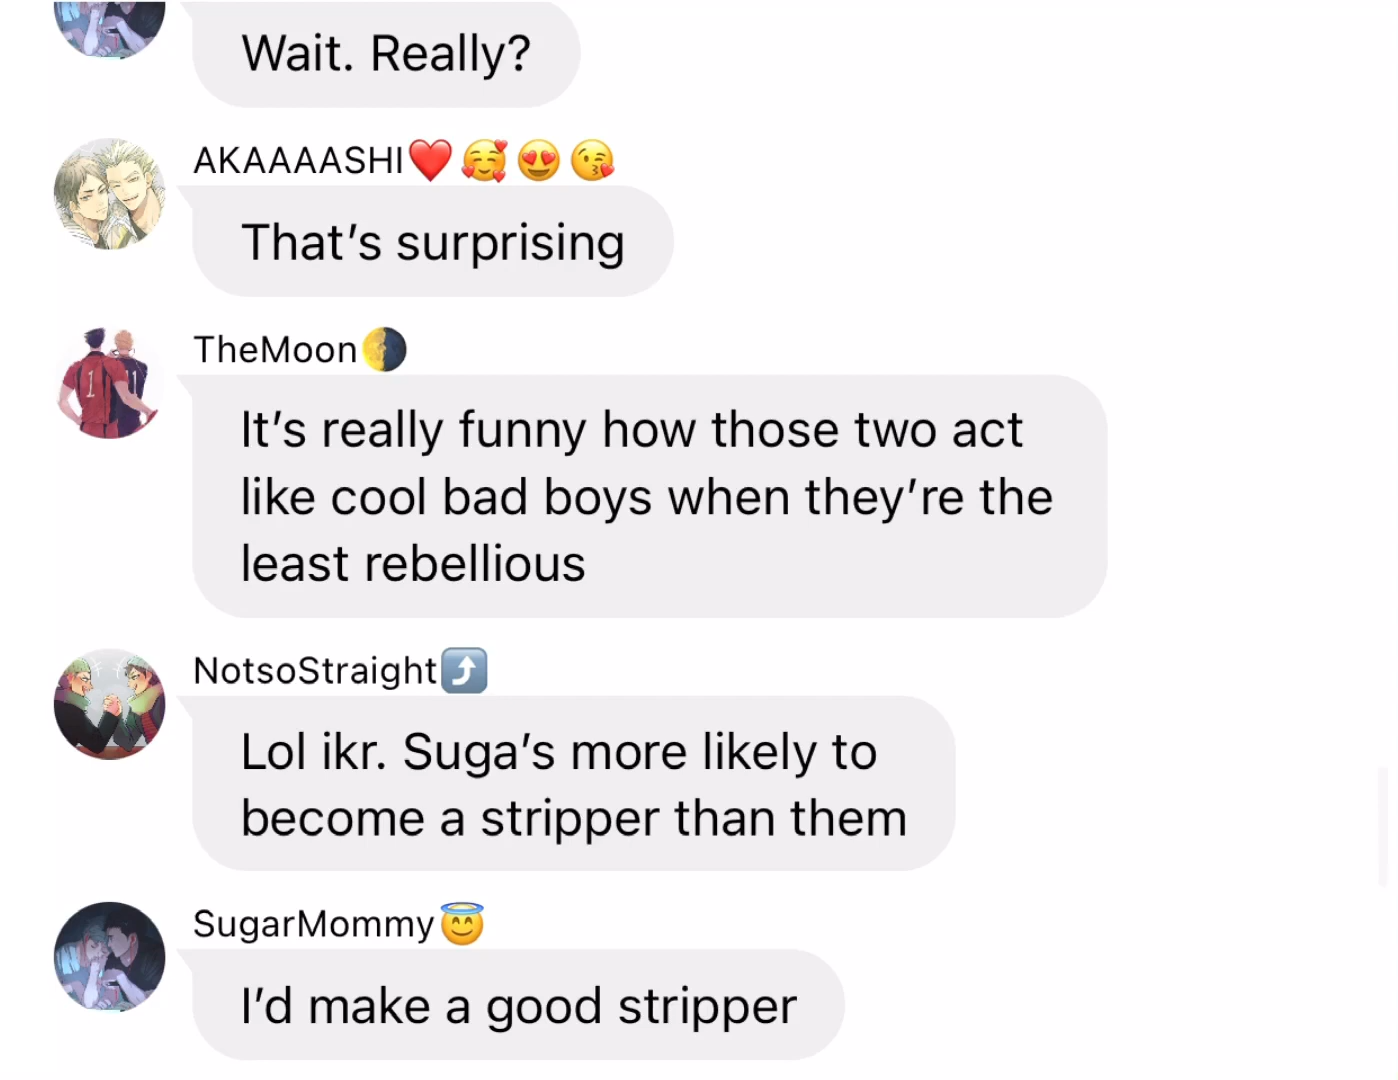 Wait. Really?
AKAAAASHI❤️🥰😍😘
That’s surprising
TheMoon🌗
It’s really funny how those two act
like cool bad boys when they’re the
least rebellious
NotsoStraight⤴️
Lol ikr. Suga’s more likely to
become a stripper than them
SugarMommy😇
I’d make a good stripper